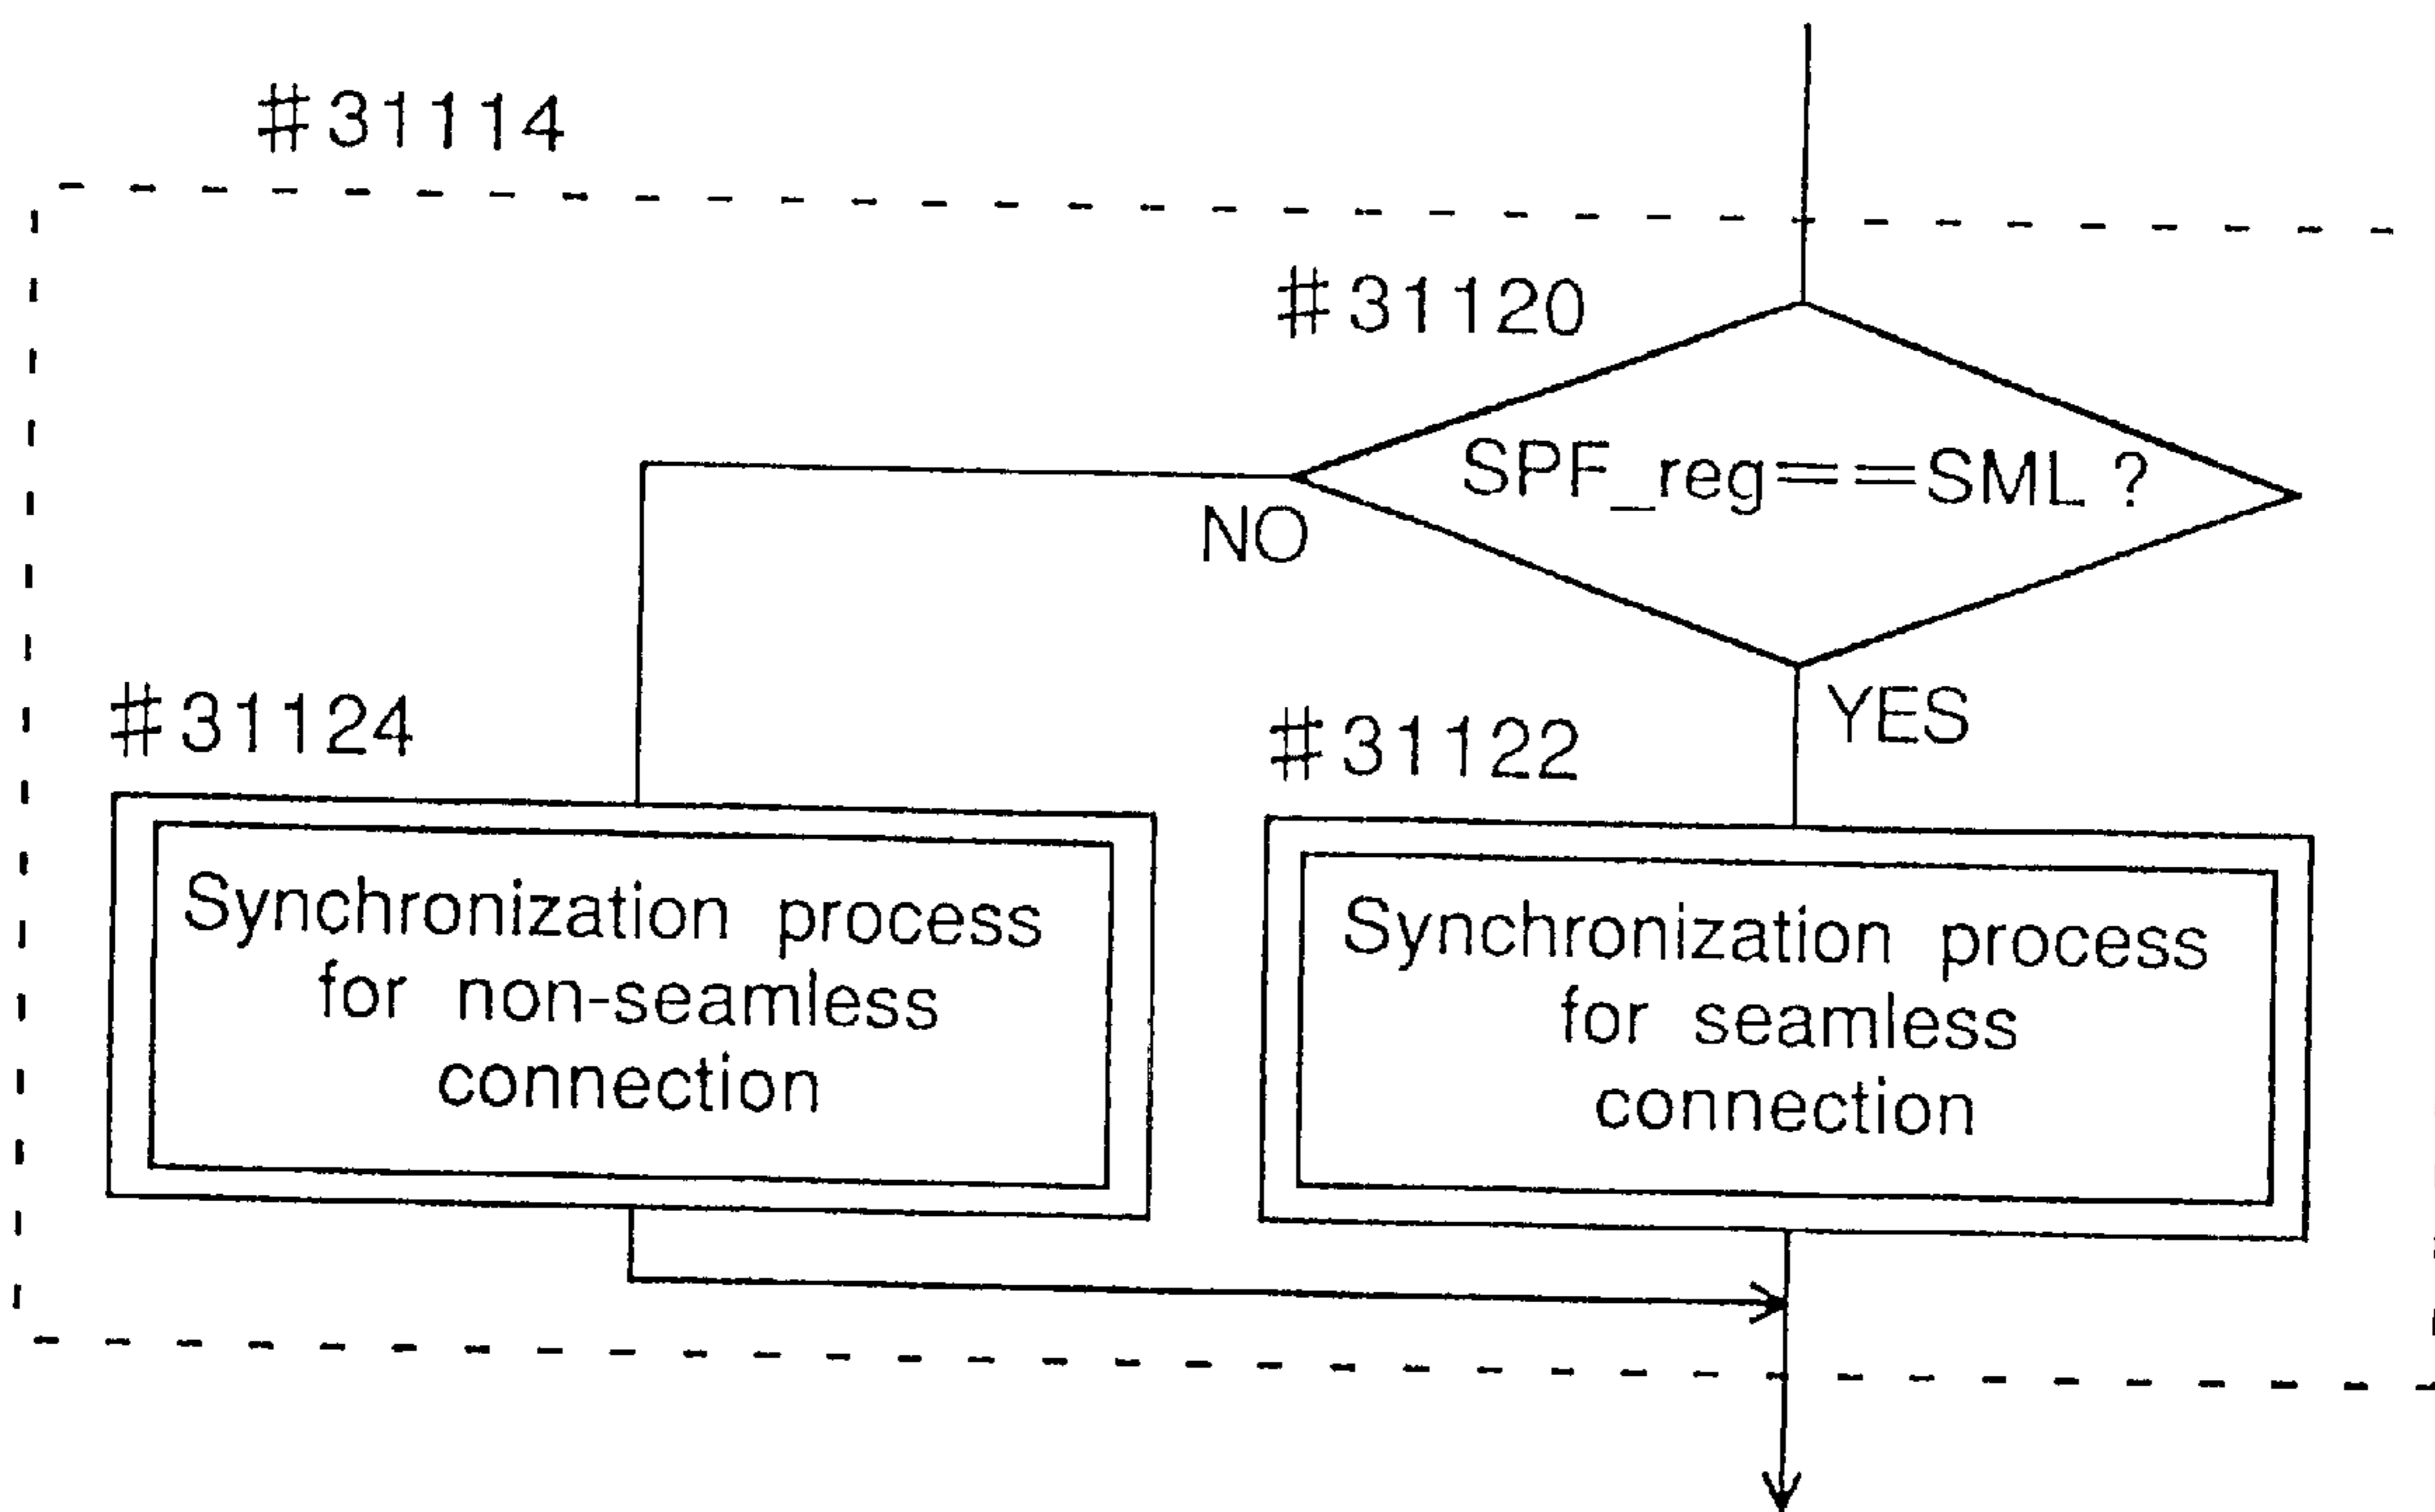 #31114
#31120
SPF_reg==SML ?
NO
YES
#31124
#31122
Synchronization process
for non-seamless
connection
Synchronization process
for seamless
connection